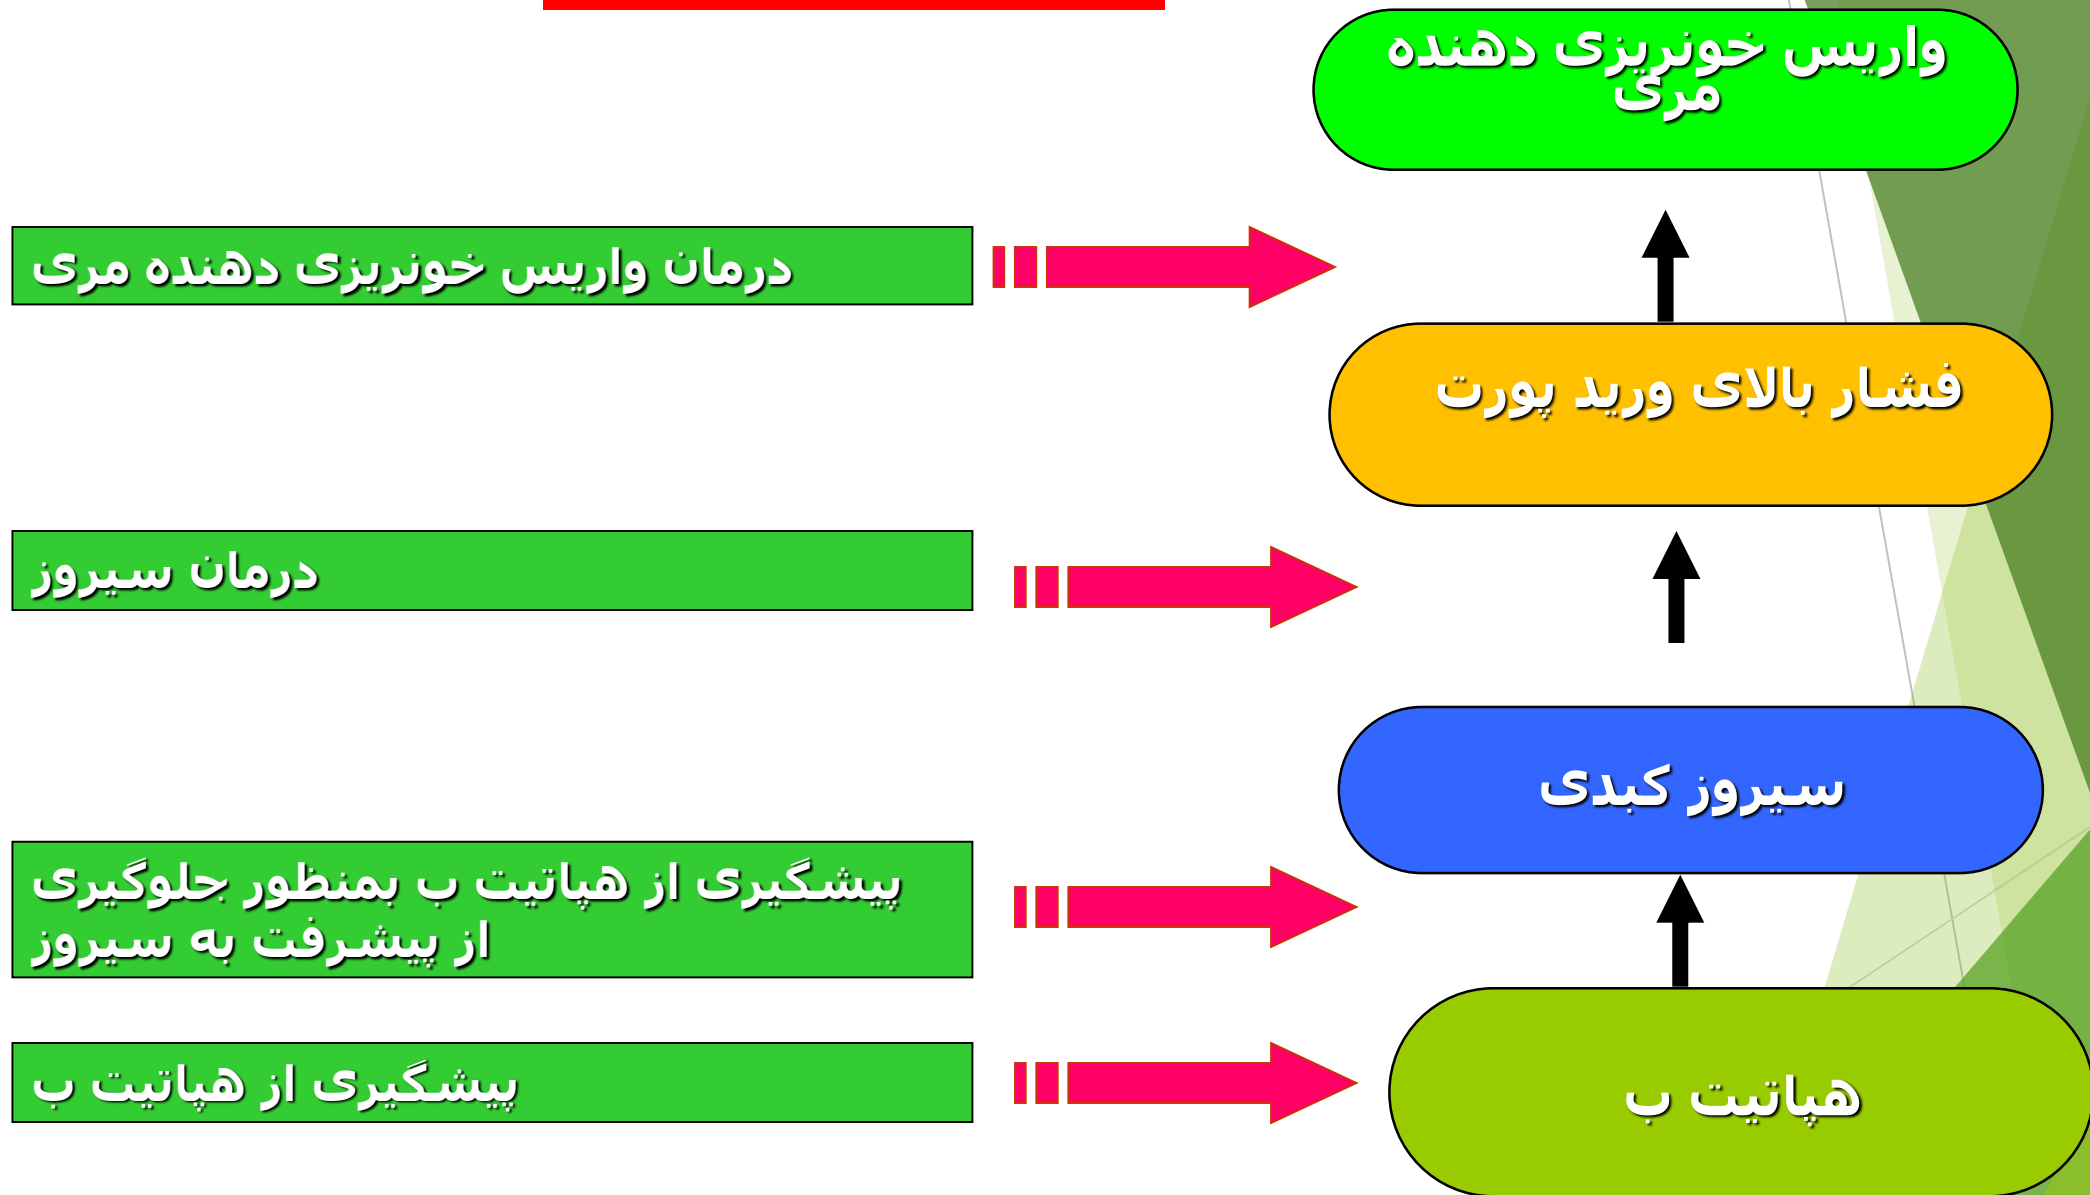 واریس خونریزی دهنده
مری
درمان واریس خونریزی دهنده مری
فشار بالای ورید پورت
درمان سیروز
سیروز کبدی
پیشگیری از هپاتیت ب بمنظور جلوگیری
از پیشرفت به سیروز
پیشگیری از هپاتیت ب
هپاتیت ب